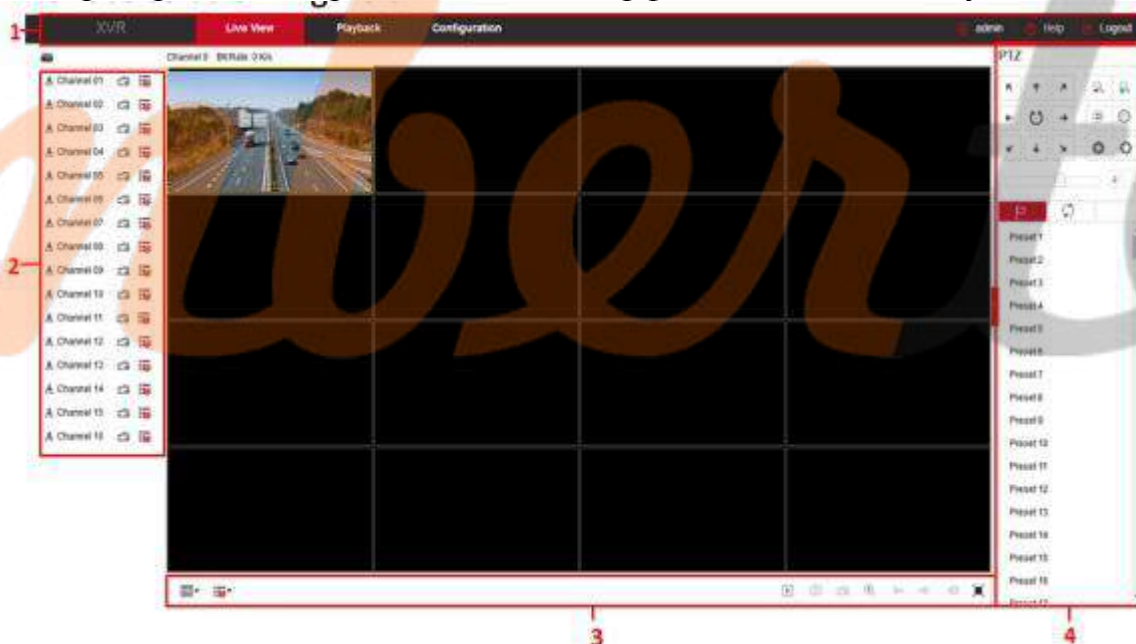 1
XVR Live View Playback Configuration admin Help Logout
PTZ
Channel 01
Channel 02
Channel 03
Channel 04
Channel 05
Channel 06
Channel 07
Channel 08
Channel 09
Channel 10
Channel 11
Channel 12
Channel 13
Channel 14
Channel 15
Channel 16
2
Preset 1
Preset 2
Preset 3
Preset 4
Preset 5
Preset 6
Preset 7
Preset 8
Preset 9
Preset 10
Preset 11
Preset 12
Preset 13
Preset 14
Preset 15
Preset 16
Preset 17
3
4